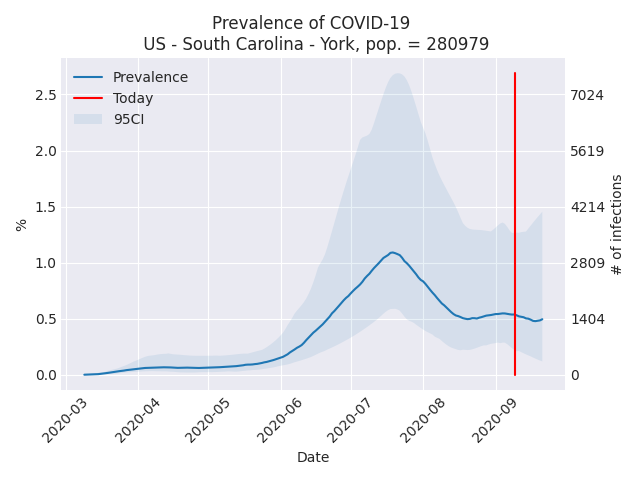 Prevalence of COVID-19
US - South Carolina - York, pop. = 280979
Prevalence
Today
95CI
2.5
2.0
1.5
1.0
0.5
0.0
%
7024
5619
4214
2809
1404
0
# of infections
2020-03
2020-04
2020-05
2020-06
2020-07
2020-08
2020-09
Date